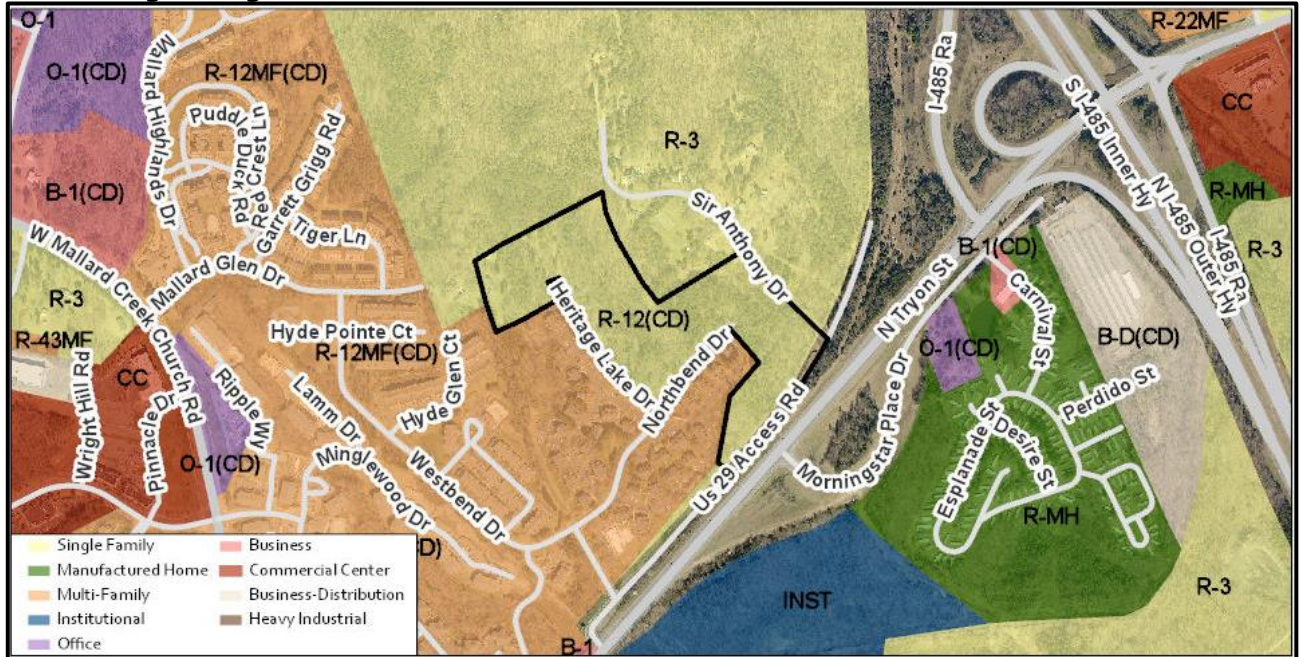 O-1
O-1(CD)
Mallard Highlands Dr
R-12MF(CD)
Puddle Duck Rd
Red Crest Ln
Garrett Grigg Rd
Tiger Ln
B-1(CD)
W Mallard Creek Church Rd
Mallard Glen Dr
R-3
R-43MF
Hyde Pointe Ct
R-12MF(CD)
Hyde Glen Ct
CC
Wright Hill Rd
Pinnacle Dr
O-1(CD)
Ripple Wy
Lamm Dr
Minglewood Dr
Westbend Dr
R-3
Sir Anthony Dr
Heritage Lake Dr
R-12(CD)
Northbend Dr
Us 29 Access Rd
N Tryon St
I-485 Ra
S I-485 Inner Hy
N I-485 Outer Hy
I-485 Ra
R-22MF
CC
R-MH
R-3
B-1(CD)
Carnival St
O-1(CD)
B-D(CD)
Perdido St
Morningstar Place Dr
Esplanade St
Desire St
R-MH
R-3
INST
B-1
Single Family
Manufactured Home
Multi-Family
Institutional
Office
Business
Commercial Center
Business-Distribution
Heavy Industrial